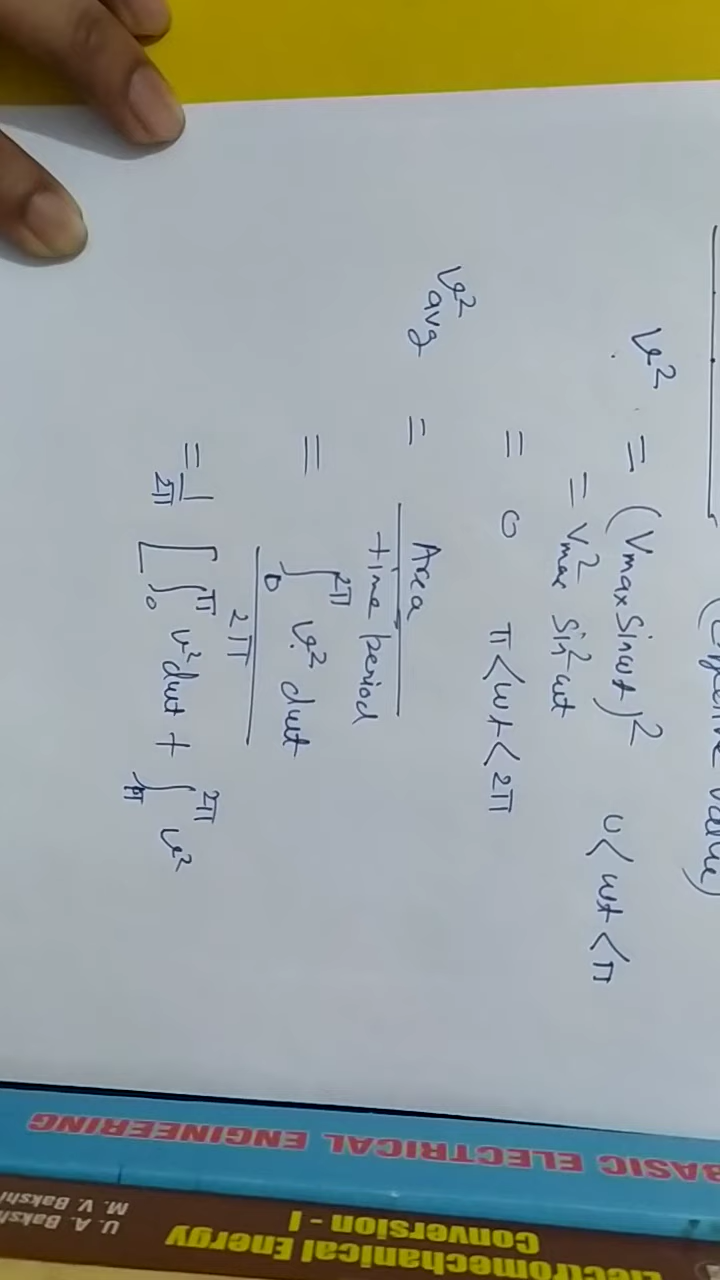 (Effective Value)
v² = (Vmax Sinωt)² 0 < ωt < π
= V²max Sin²ωt
= 0 π < ωt < 2π
v²avg = Area / time period
= ∫₀^2π v² dωt / 2π
= 1/2π [ ∫₀^π v² dωt + ∫π^2π v²
BASIC ELECTRICAL ENGINEERING
Electromechanical Energy
Conversion - I
U. A. Bakshi
M. V. Bakshi